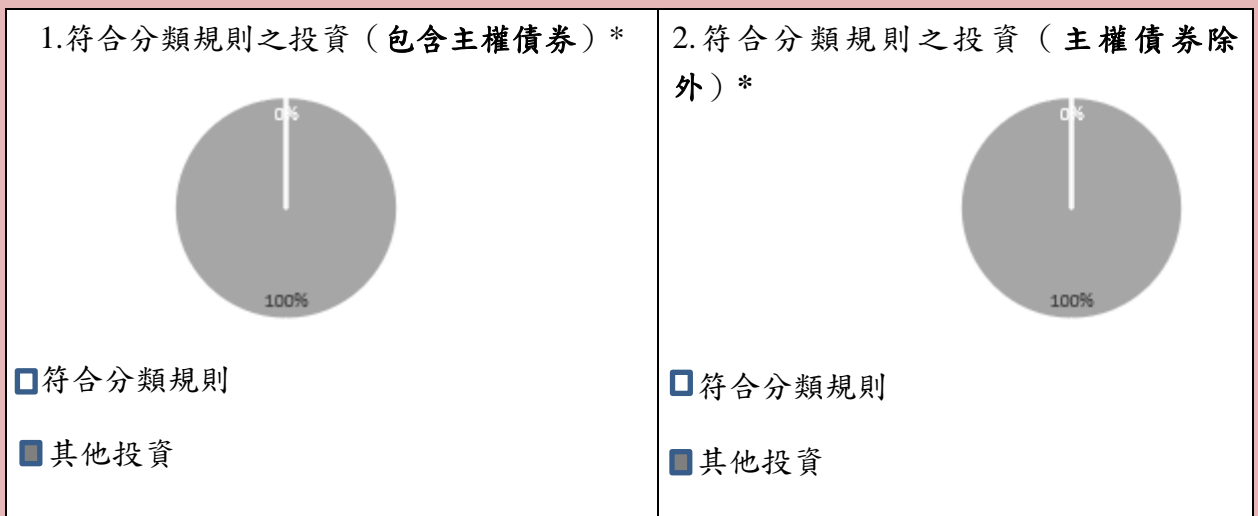 1.符合分類規則之投資（包含主權債券）*
0%
100%
符合分類規則
其他投資
2.符合分類規則之投資（主權債券除
外）*
0%
100%
符合分類規則
其他投資